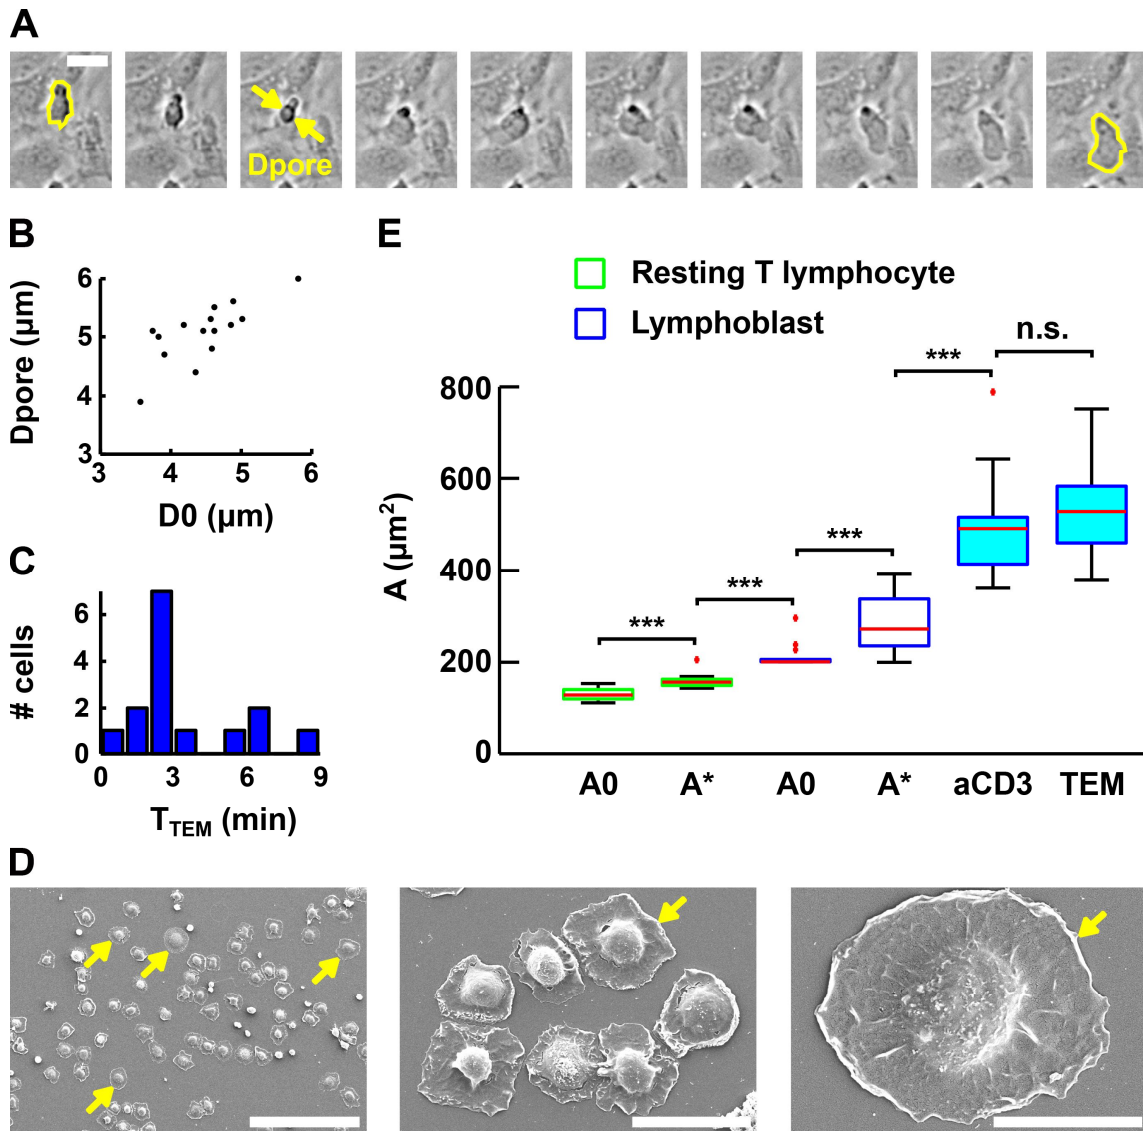 A
Dpore
B
Dpore (µm)
6
5
4
3
3 4 5 6
D0 (µm)
C
# cells
6
4
2
0
0 3 6 9
T_TEM (min)
E
Resting T lymphocyte
Lymphoblast
A (µm²)
800
600
400
200
0
***
***
***
***
n.s.
A0 A* A0 A* aCD3 TEM
D